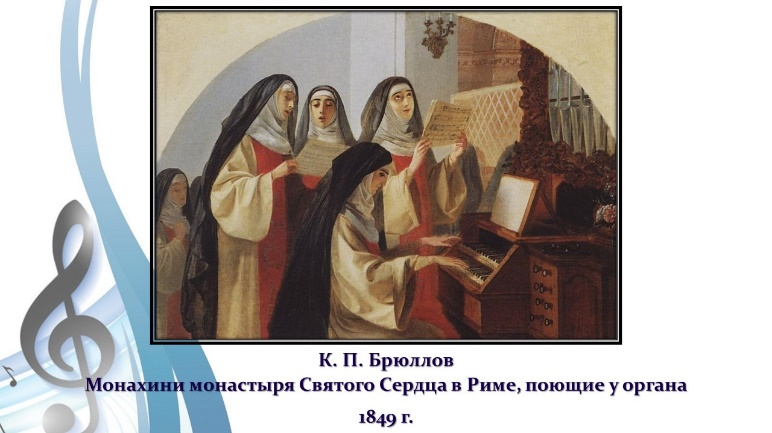 К. П. Брюллов
Монахини монастыря Святого Сердца в Риме, поющие у органа
1849 г.